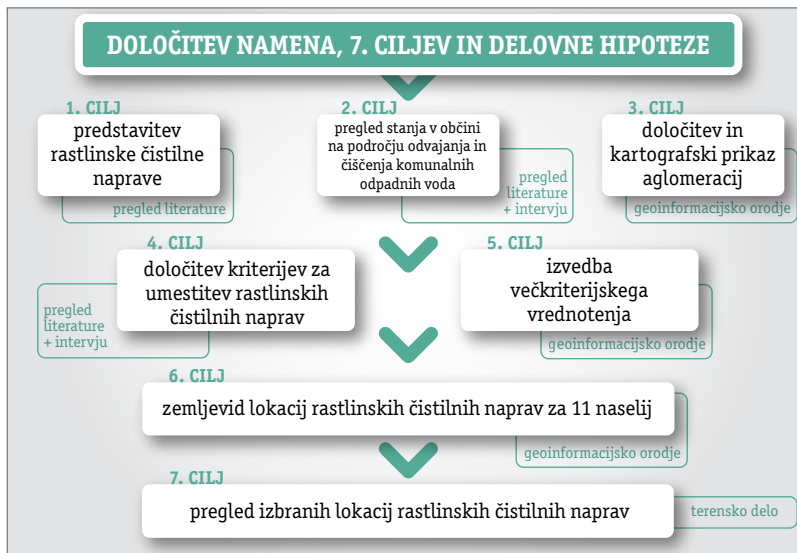 DOLOČITEV NAMENA, 7. CILJEV IN DELOVNE HIPOTEZE
1. CILJ
predstavitev
rastlinske čistilne
naprave
pregled literature
2. CILJ
pregled stanja v občini
na področju odvajanja in
čiščenja komunalnih
odpadnih voda
pregled
literature
+ intervju
3. CILJ
določitev in
kartografski prikaz
aglomeracij
geoinformacijsko orodje
4. CILJ
določitev kriterijev za
umestitev rastlinskih
čistilnih naprav
pregled
literature
+ intervju
5. CILJ
izvedba
večkriterijskega
vrednotenja
geoinformacijsko orodje
6. CILJ
zemljevid lokacij rastlinskih čistilnih naprav za 11 naselij
geoinformacijsko orodje
7. CILJ
pregled izbranih lokacij rastlinskih čistilnih naprav
terensko delo